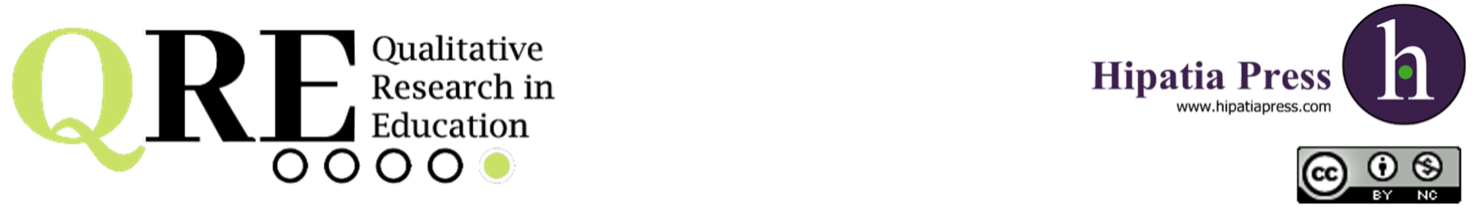 QRE
Qualitative
Research in
Education
Hipatia Press
www.hipatiapress.com
h
cc
BY NC